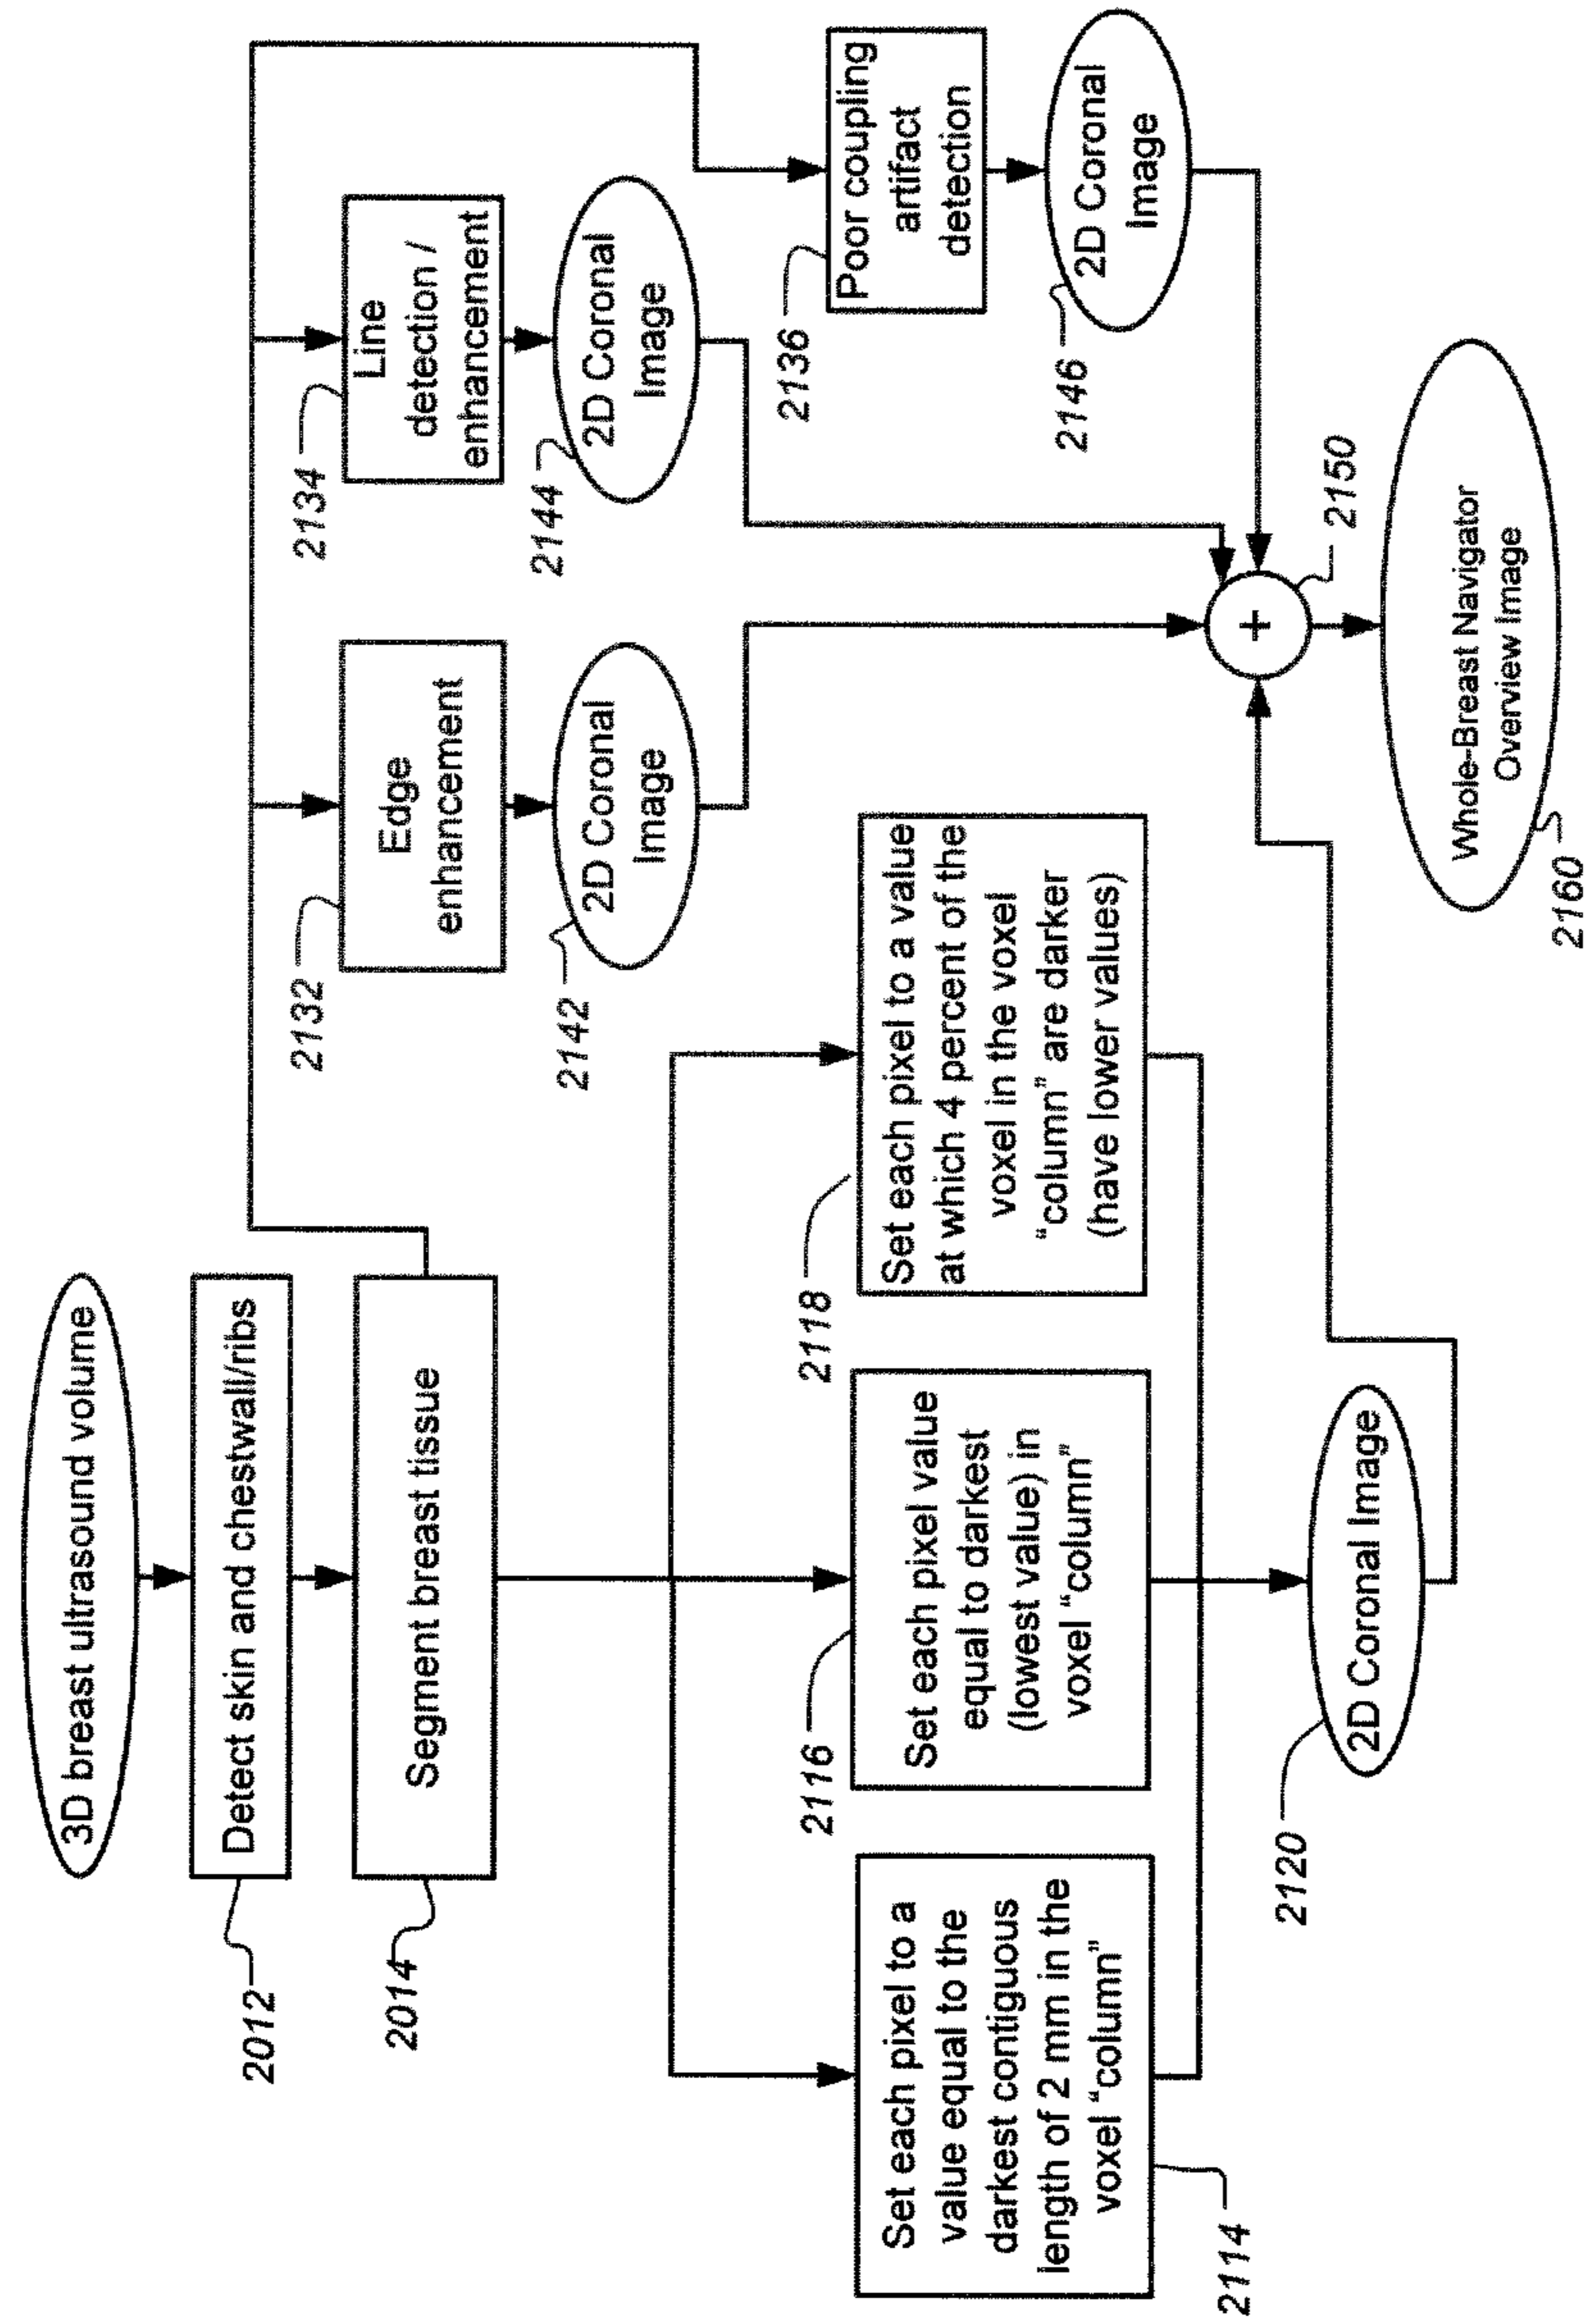 3D breast ultrasound volume
Detect skin and chestwall/ribs
2012
Segment breast tissue
2014
Set each pixel to a
value equal to the
darkest contiguous
length of 2 mm in the
voxel “column”
2114
Set each pixel value
equal to darkest
(lowest value) in
voxel “column”
2116
Set each pixel to a value
at which 4 percent of the
voxel in the voxel
“column” are darker
(have lower values)
2118
2D Coronal Image
2120
Edge
enhancement
2132
2D Coronal
Image
2142
Line
detection /
enhancement
2134
2D Coronal
Image
2144
Poor coupling
artifact
detection
2136
2D Coronal
Image
2146
+
2150
Whole-Breast Navigator
Overview Image
2160